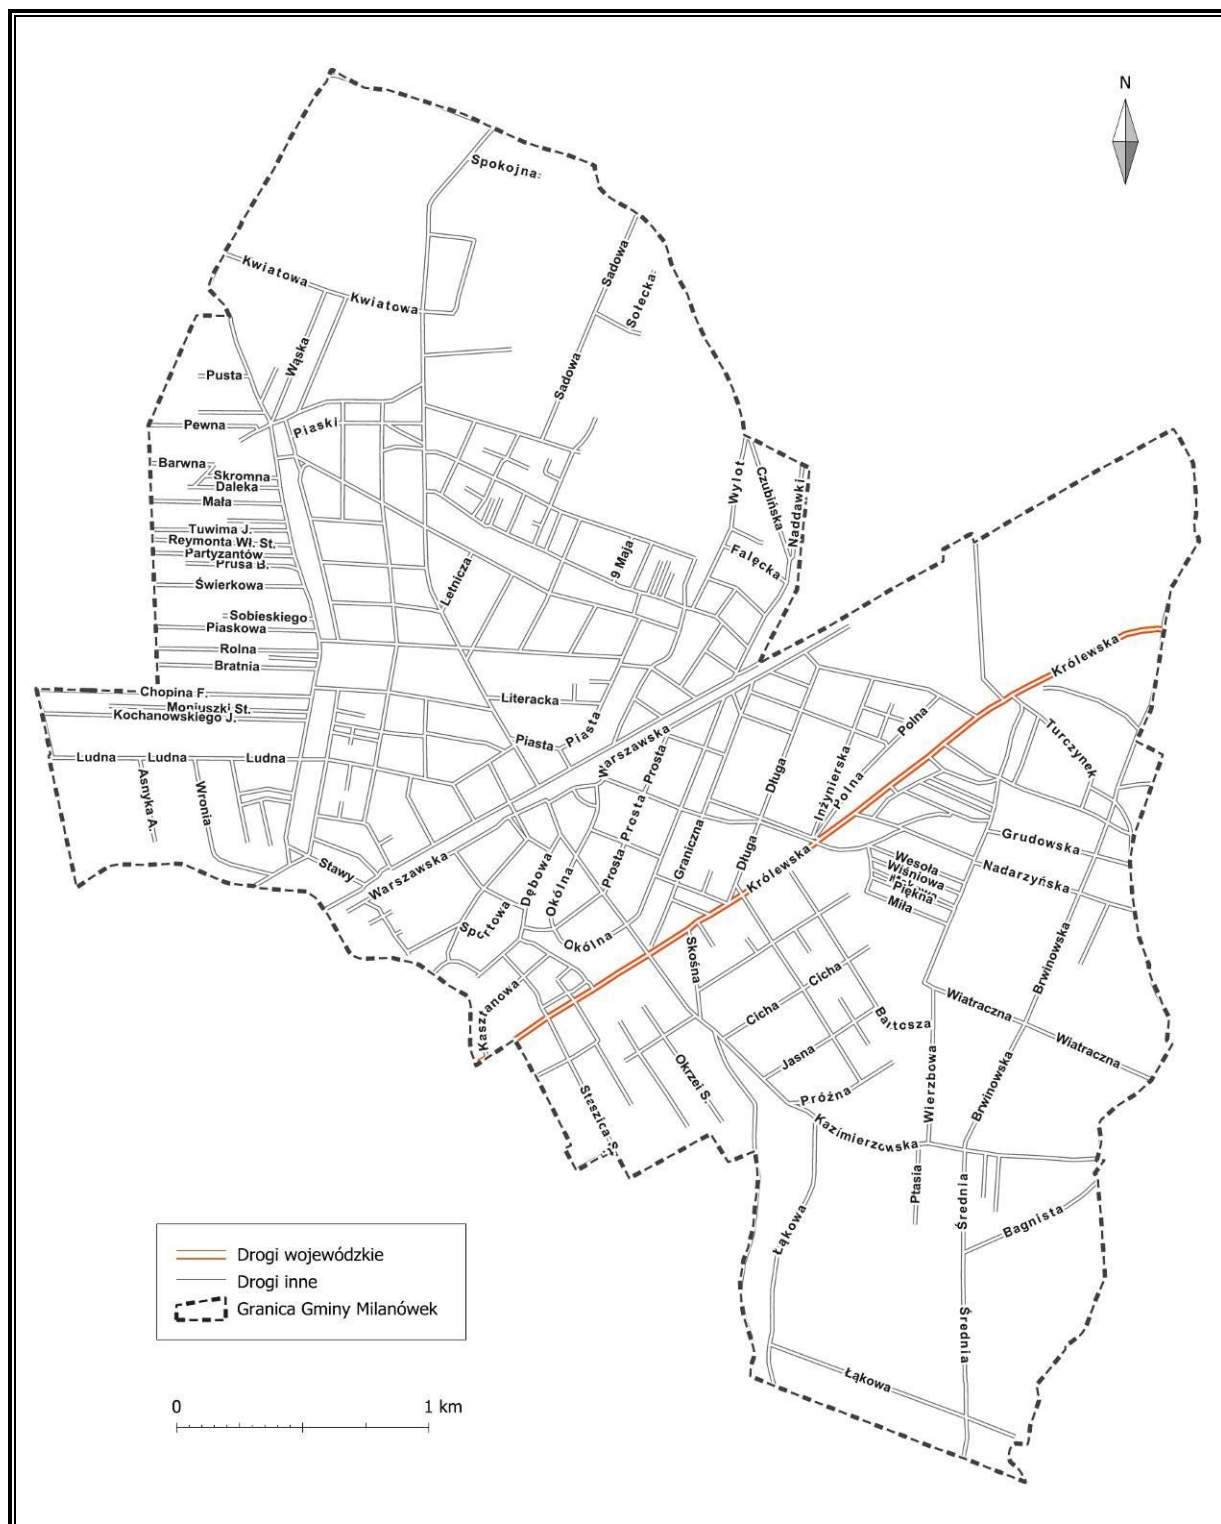 N
Spokojna
Kwiatowa
Kwiatowa
Sadowa
Sołecka
Sadowa
Wąska
Pusta
Piaski
Pewna
Barwna
Skromna
Daleka
Mała
Tuwima J.
Reymonta Wł. St.
Partyzantów
Prusa B.
Świerkowa
Sobieskiego
Piaskowa
Rolna
Bratnia
Chopina F.
Moniuszki St.
Kochanowskiego J.
Ludna
Ludna
Ludna
Asnyka A.
Wronia
Stawy
Letnicza
9 Maja
Wylot
Czubińska
Naddawki
Falęcka
Literacka
Piasta
Piasta
Warszawska
Warszawska
Prosta
Prosta
Prosta
Graniczna
Długa
Długa
Inżynierska
Polna
Polna
Królewska
Królewska
Turczynek
Grudowska
Nadarzyńska
Wesoła
Wiśniowa
Piękna
Miła
Dębowa
Okólna
Okólna
Sportowa
Kasztanowa
Skośna
Cicha
Cicha
Bartosza
Jasna
Próżna
Okrzei S.
Staszica S.
Kazimierzowska
Wierzbowa
Wiatraczna
Wiatraczna
Brwinowska
Brwinowska
Ptasia
Średnia
Średnia
Bagnista
Łąkowa
Łąkowa
Drogi wojewódzkie
Drogi inne
Granica Gminy Milanówek
0 1 km